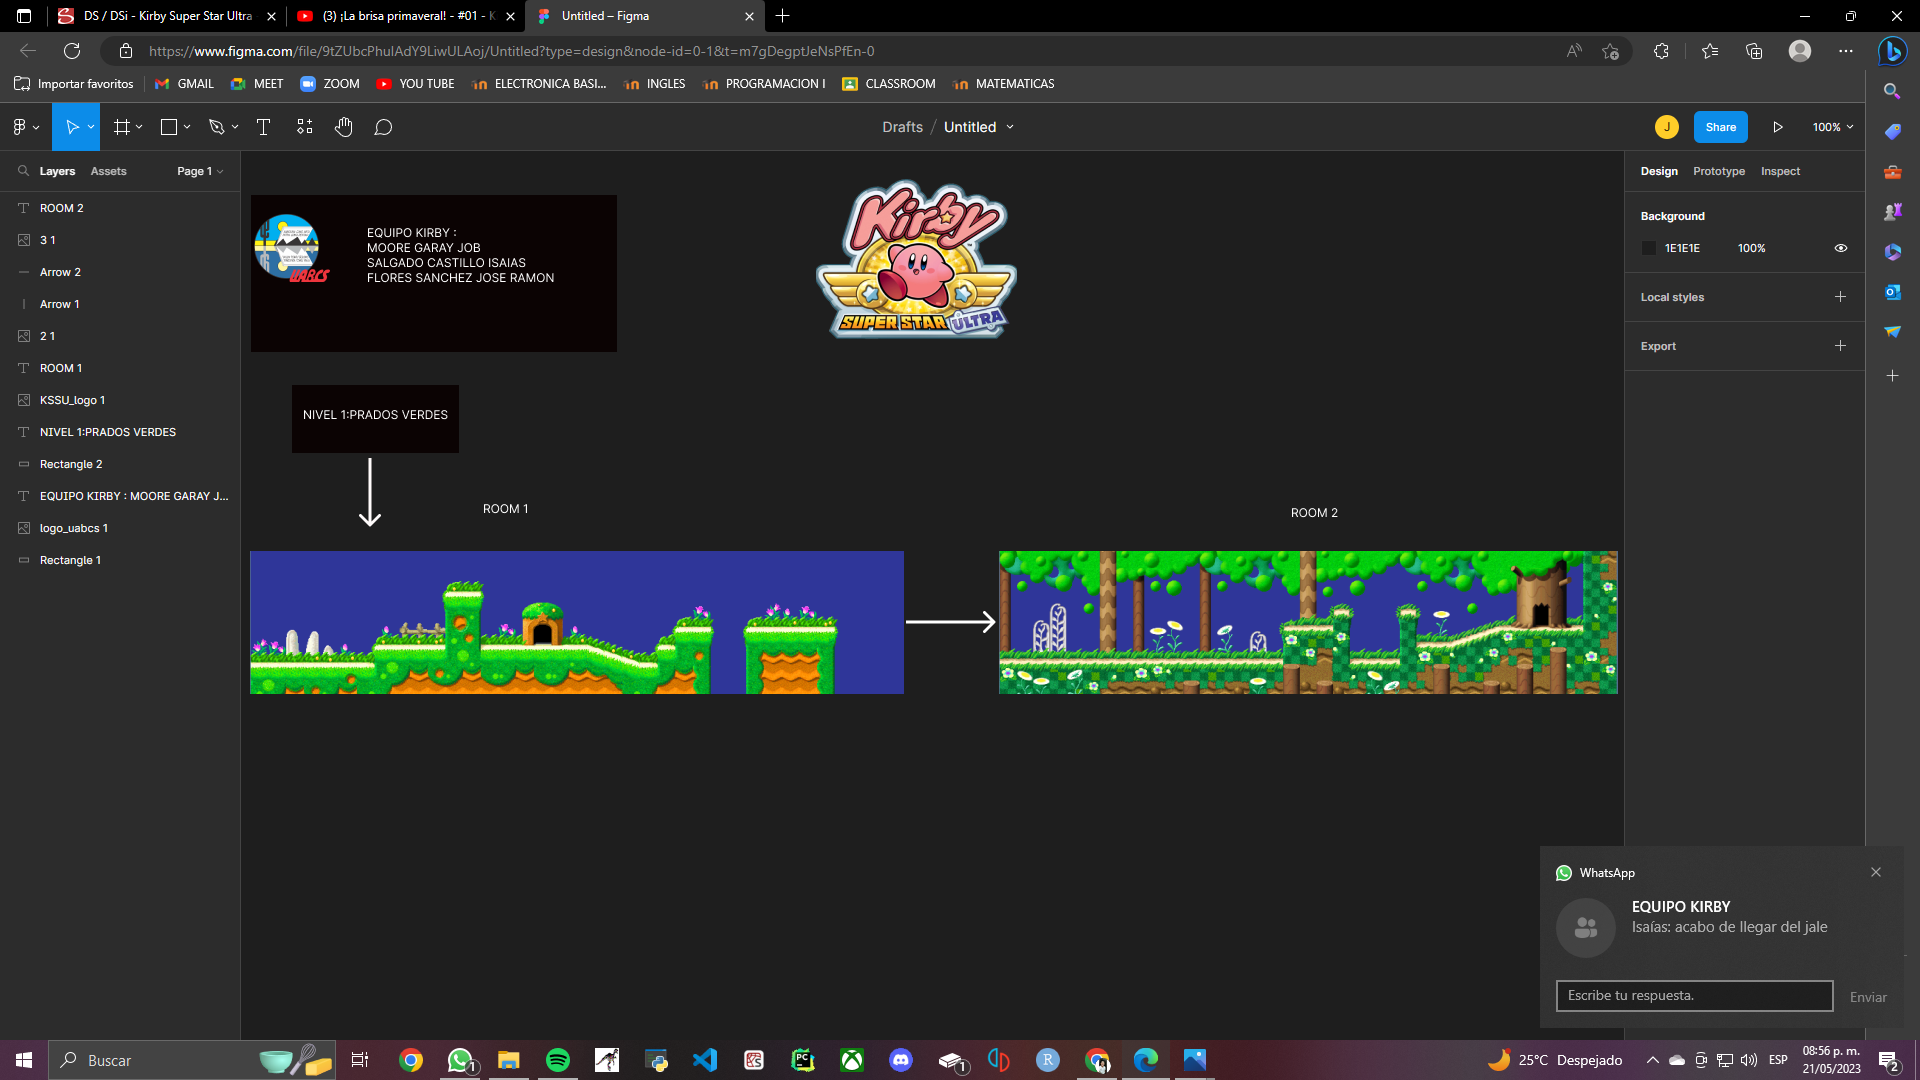 DS / DSi - Kirby Super Star Ultra
(3) ¡La brisa primaveral! - #01 - K
Untitled – Figma
https://www.figma.com/file/9tZUbcPhulAdY9LiwULAoj/Untitled?type=design&node-id=0-1&t=m7gDegptJeNsPfEn-0
Importar favoritos
GMAIL
MEET
ZOOM
YOU TUBE
ELECTRONICA BASI...
INGLES
PROGRAMACION I
CLASSROOM
MATEMATICAS
Drafts / Untitled
J
Share
100%
Layers
Assets
Page 1
Design
Prototype
Inspect
ROOM 2
3 1
Arrow 2
Arrow 1
2 1
ROOM 1
KSSU_logo 1
NIVEL 1:PRADOS VERDES
Rectangle 2
EQUIPO KIRBY : MOORE GARAY J...
logo_uabcs 1
Rectangle 1
UABCS
EQUIPO KIRBY :
MOORE GARAY JOB
SALGADO CASTILLO ISAIAS
FLORES SANCHEZ JOSE RAMON
Kirby
SUPER STAR ULTRA
NIVEL 1:PRADOS VERDES
ROOM 1
ROOM 2
Background
1E1E1E
100%
Local styles
Export
WhatsApp
EQUIPO KIRBY
Isaías: acabo de llegar del jale
Escribe tu respuesta.
Enviar
Buscar
25°C Despejado
ESP
08:56 p. m.
21/05/2023
2